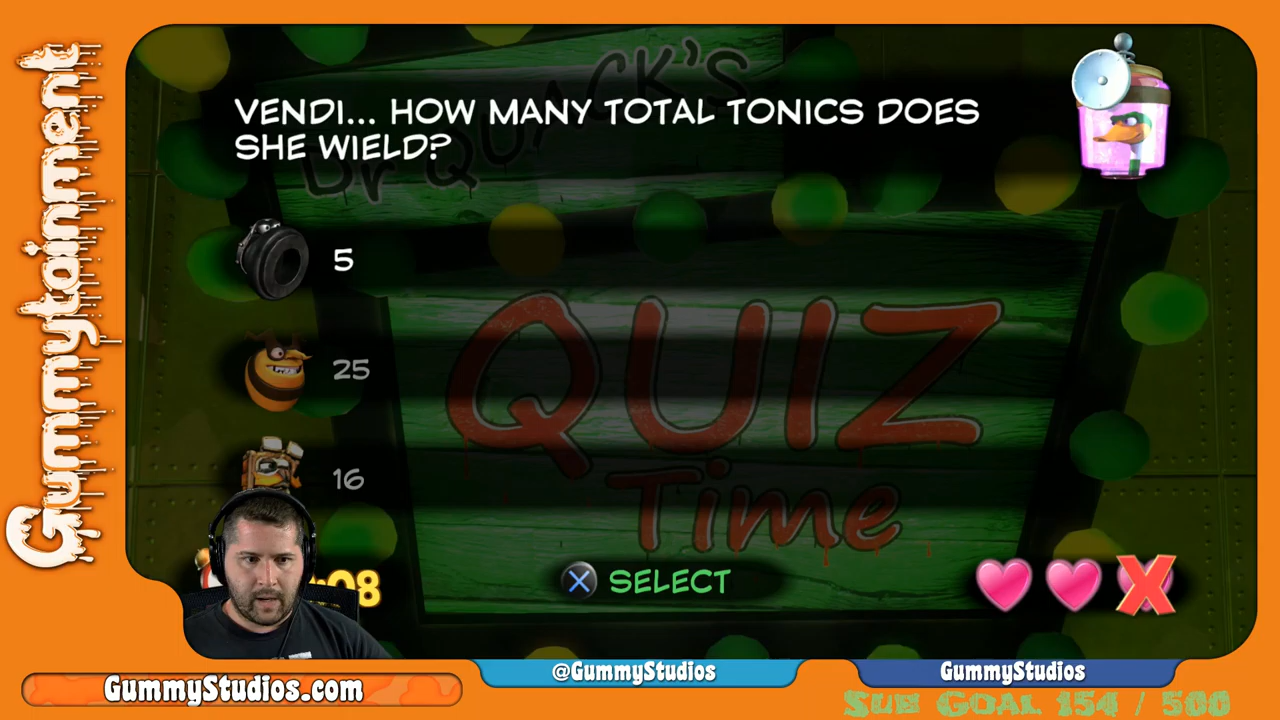 Gummytainment
DR QUACK'S
VENDI... HOW MANY TOTAL TONICS DOES
SHE WIELD?
5
25
16
QUIZ
Time
08
SELECT
X
GummyStudios.com
@GummyStudios
GummyStudios
SUB GOAL 154 / 500